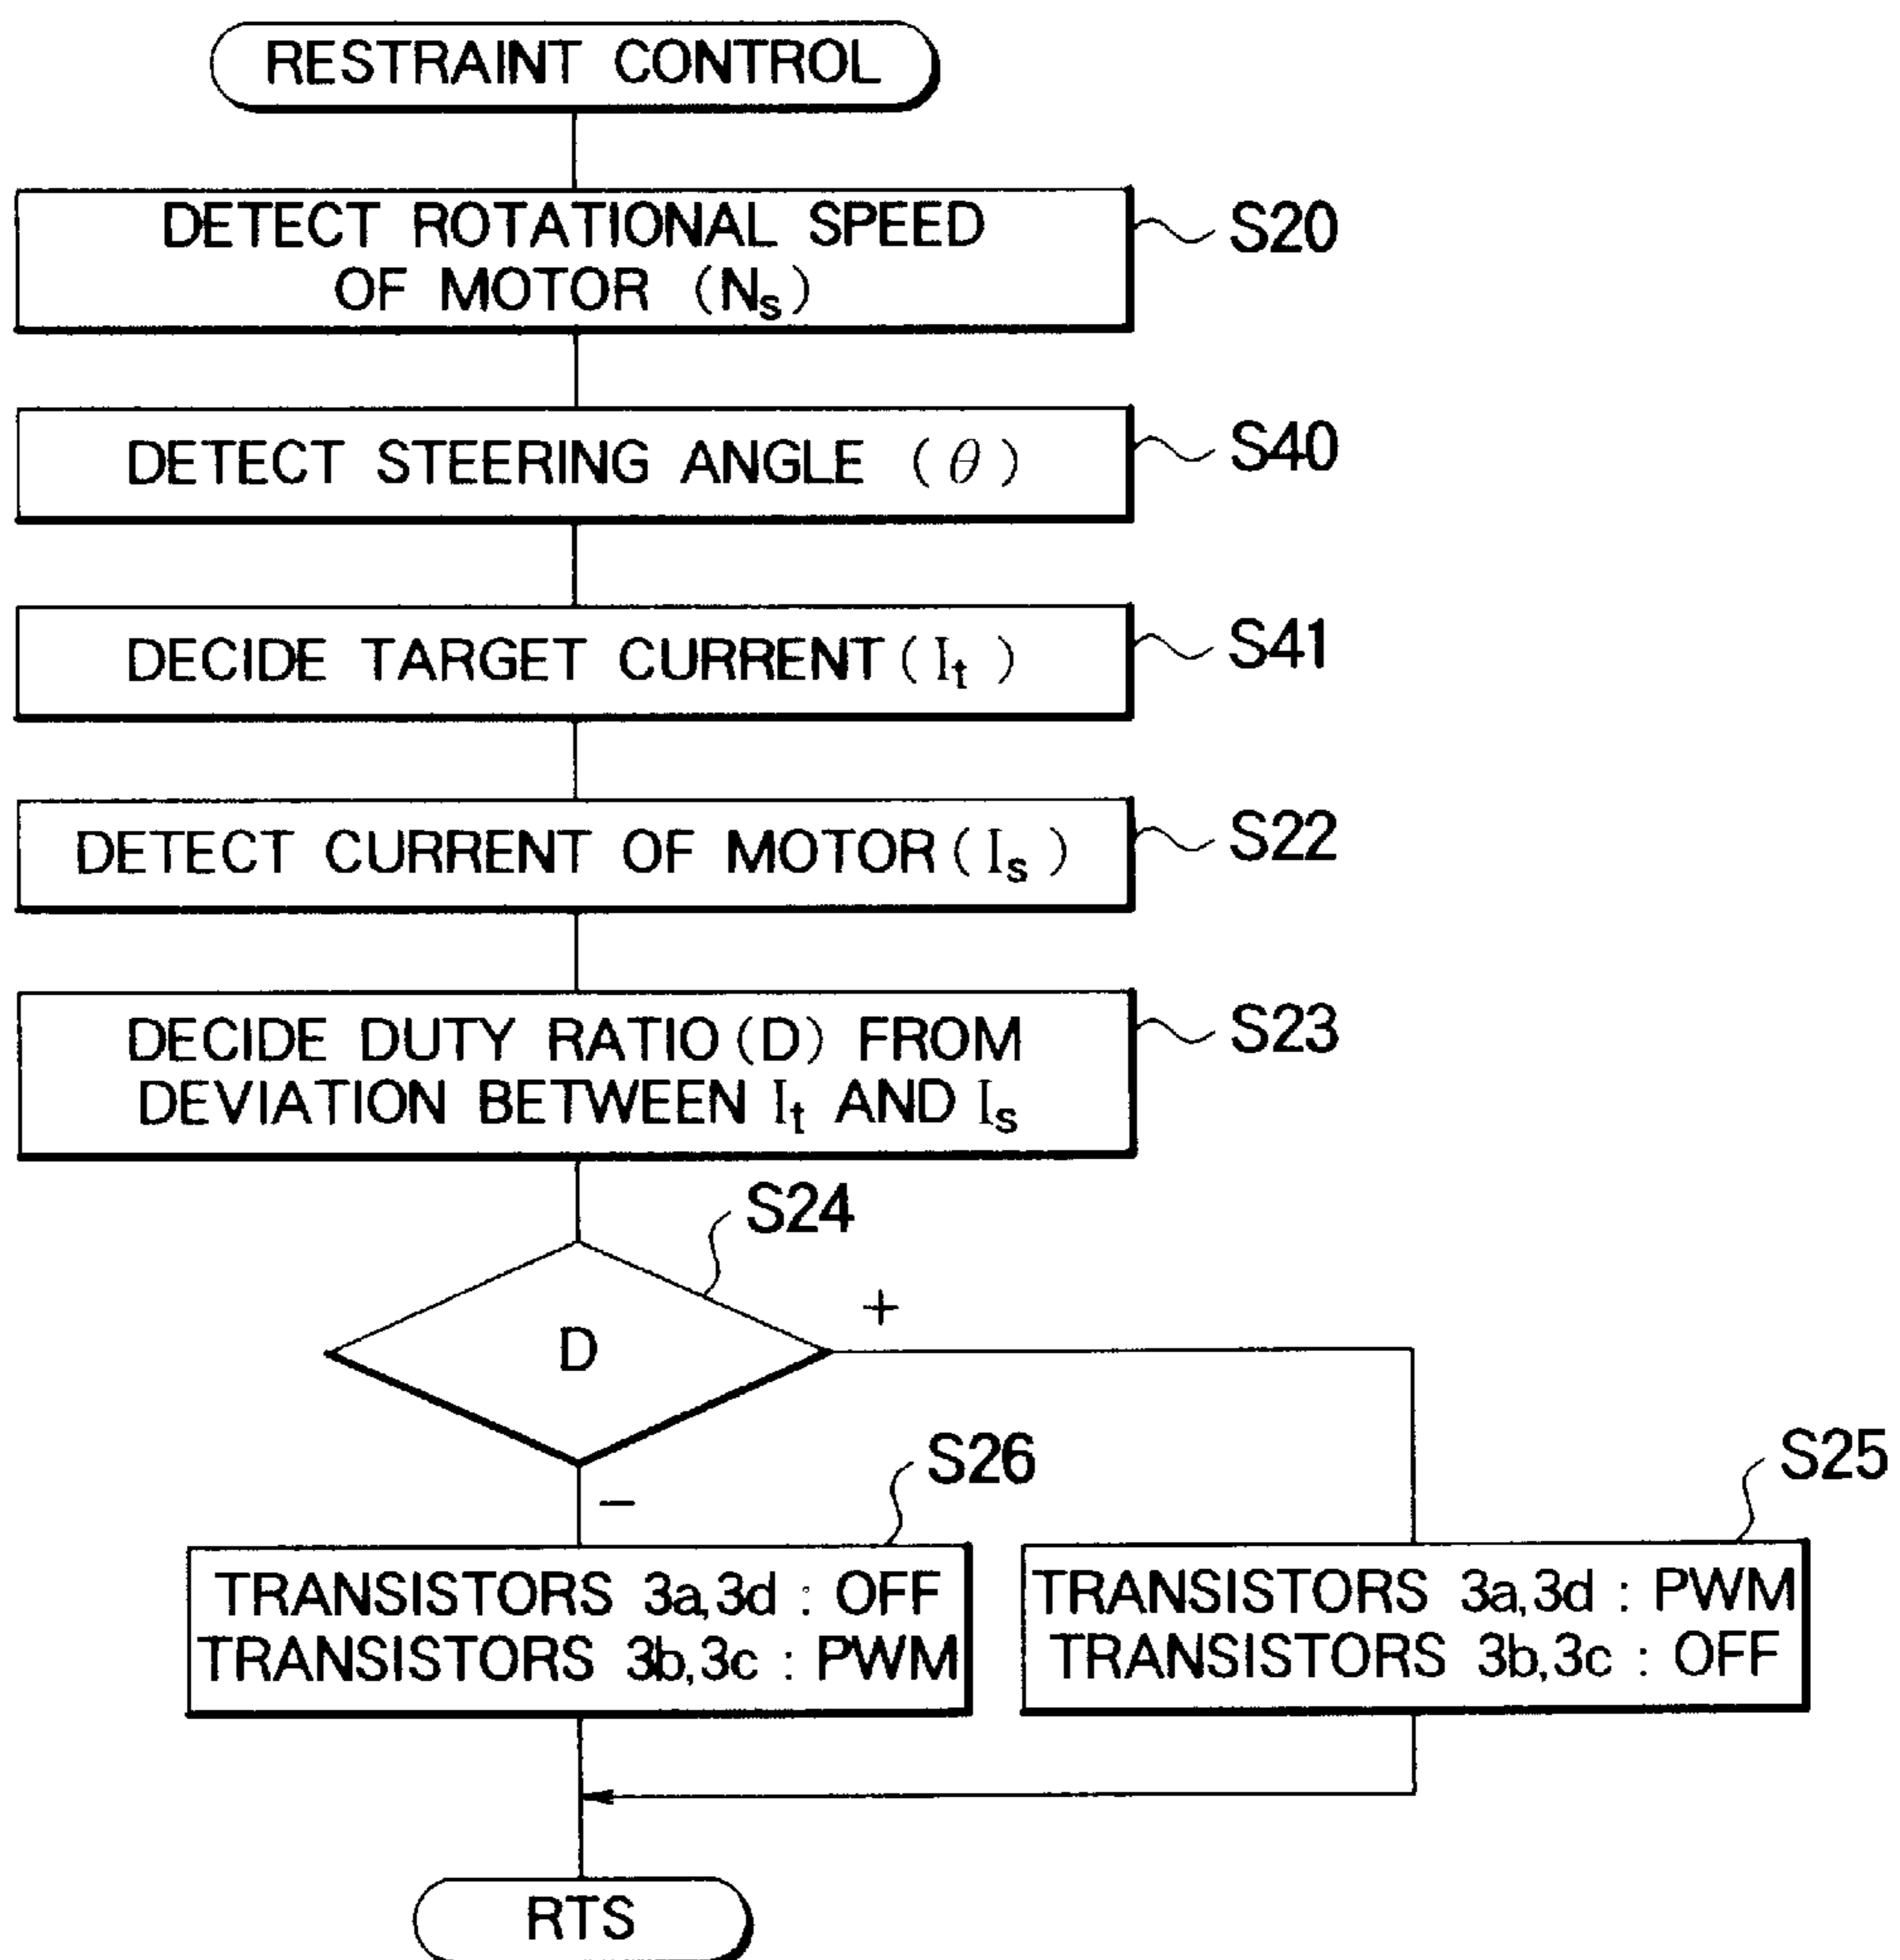 RESTRAINT CONTROL
DETECT ROTATIONAL SPEED
OF MOTOR (Ns)
S20
DETECT STEERING ANGLE (θ)
S40
DECIDE TARGET CURRENT (It)
S41
DETECT CURRENT OF MOTOR (Is)
S22
DECIDE DUTY RATIO (D) FROM
DEVIATION BETWEEN It AND Is
S23
S24
D
+
−
S26
TRANSISTORS 3a,3d : OFF
TRANSISTORS 3b,3c : PWM
S25
TRANSISTORS 3a,3d : PWM
TRANSISTORS 3b,3c : OFF
RTS